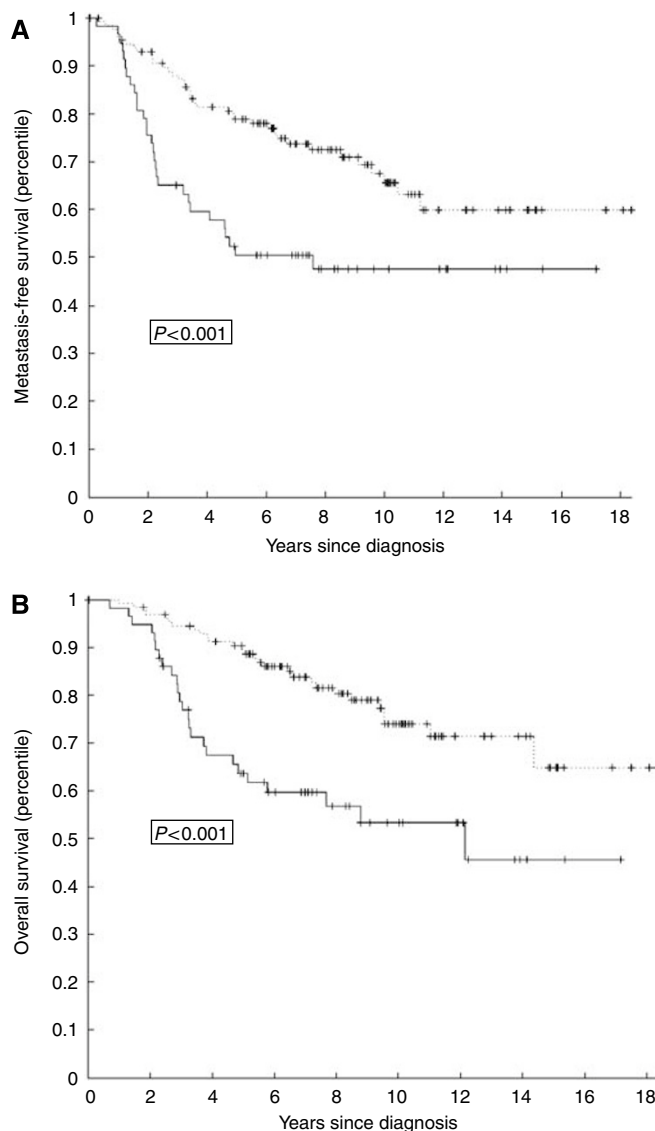 A
1
0.9
0.8
0.7
0.6
0.5
0.4
0.3
0.2
0.1
0
Metastasis-free survival (percentile)
P<0.001
0 2 4 6 8 10 12 14 16 18
Years since diagnosis
B
1
0.9
0.8
0.7
0.6
0.5
0.4
0.3
0.2
0.1
0
Overall survival (percentile)
P<0.001
0 2 4 6 8 10 12 14 16 18
Years since diagnosis